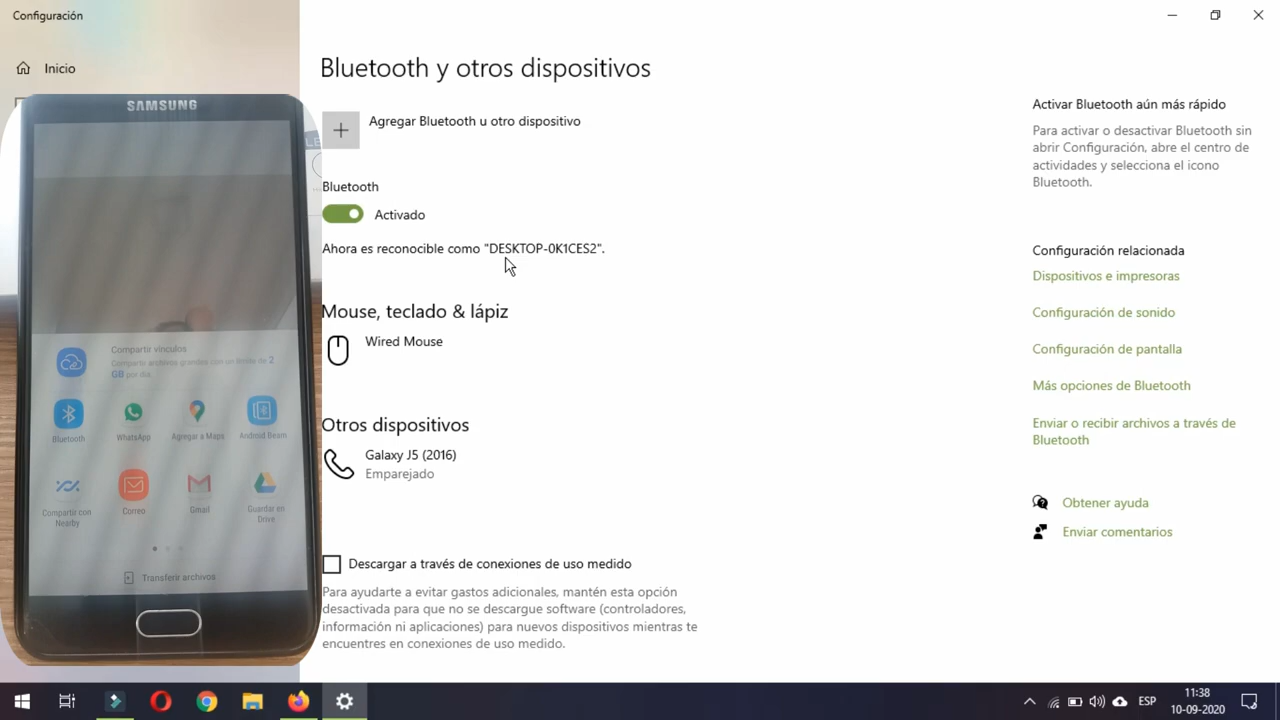 Configuración
Inicio
SAMSUNG
Compartir vínculos
Compartir archivos grandes con un límite de 2
GB por día.
Bluetooth
WhatsApp
Agregar a Maps
Android Beam
Compartir con
Nearby
Correo
Gmail
Guardar en
Drive
Transferir archivos
Bluetooth y otros dispositivos
Agregar Bluetooth u otro dispositivo
Bluetooth
Activado
Ahora es reconocible como "DESKTOP-0K1CES2".
Mouse, teclado & lápiz
Wired Mouse
Otros dispositivos
Galaxy J5 (2016)
Emparejado
Descargar a través de conexiones de uso medido
Para ayudarte a evitar gastos adicionales, mantén esta opción
desactivada para que no se descargue software (controladores,
información ni aplicaciones) para nuevos dispositivos mientras te
encuentres en conexiones de uso medido.
Activar Bluetooth aún más rápido
Para activar o desactivar Bluetooth sin
abrir Configuración, abre el centro de
actividades y selecciona el icono
Bluetooth.
Configuración relacionada
Dispositivos e impresoras
Configuración de sonido
Configuración de pantalla
Más opciones de Bluetooth
Enviar o recibir archivos a través de
Bluetooth
Obtener ayuda
Enviar comentarios
ESP
11:38
10-09-2020